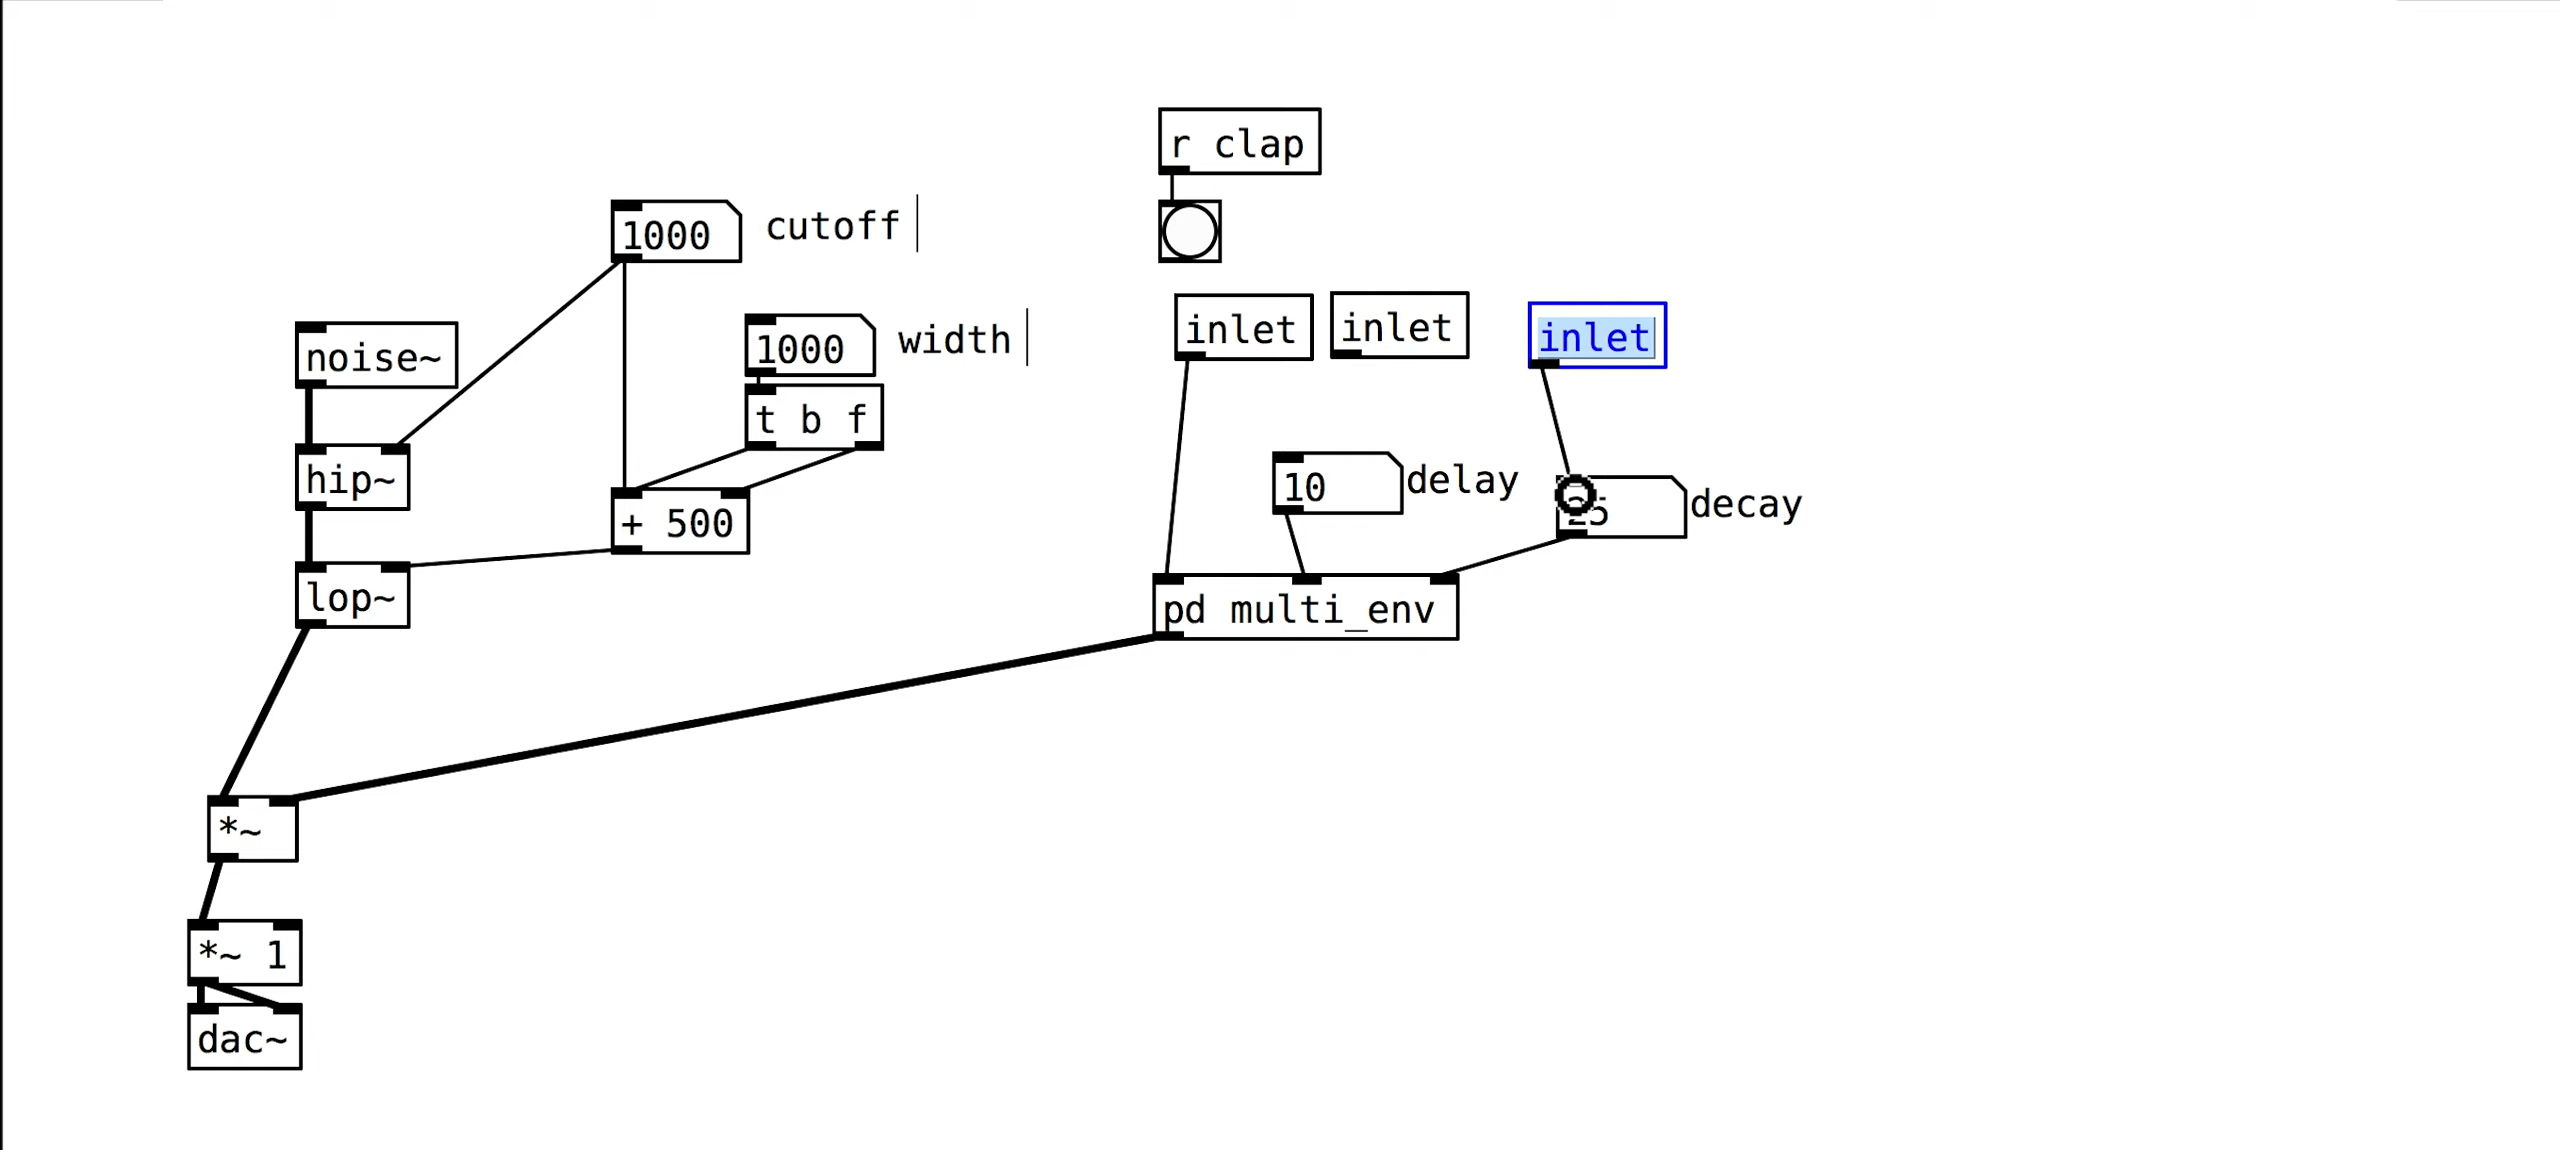 r clap
1000 cutoff
1000 width
noise~
inlet
inlet
inlet
t b f
hip~
10 delay
25 decay
+ 500
lop~
pd multi_env
*~
*~ 1
dac~